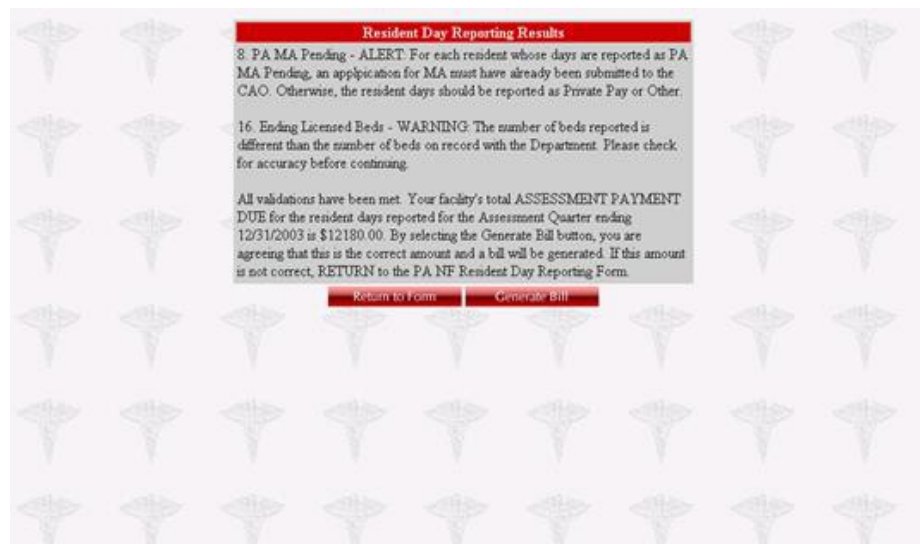 Resident Day Reporting Results
8. PA MA Pending - ALERT: For each resident whose days are reported as PA
MA Pending, an applpication for MA must have already been submitted to the
CAO. Otherwise, the resident days should be reported as Private Pay or Other.
16. Ending Licensed Beds - WARNING: The number of beds reported is
different than the number of beds on record with the Department. Please check
for accuracy before continuing.
All validations have been met. Your facility's total ASSESSMENT PAYMENT
DUE for the resident days reported for the Assessment Quarter ending
12/31/2003 is $12180.00. By selecting the Generate Bill button, you are
agreeing that this is the correct amount and a bill will be generated. If this amount
is not correct, RETURN to the PA NF Resident Day Reporting Form.
Return to Form Generate Bill